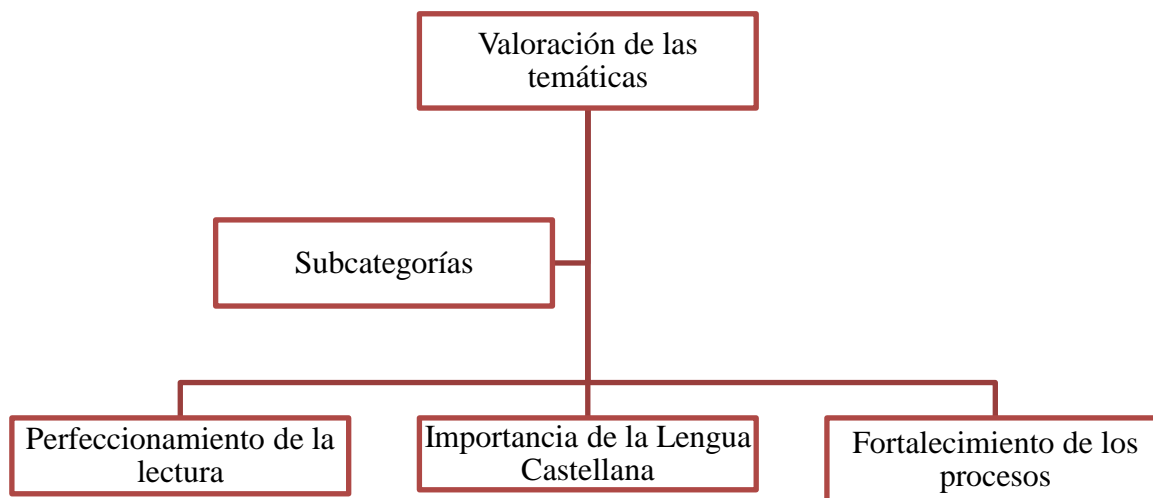 Valoración de las
temáticas
Subcategorías
Perfeccionamiento de la
lectura
Importancia de la Lengua
Castellana
Fortalecimiento de los
procesos